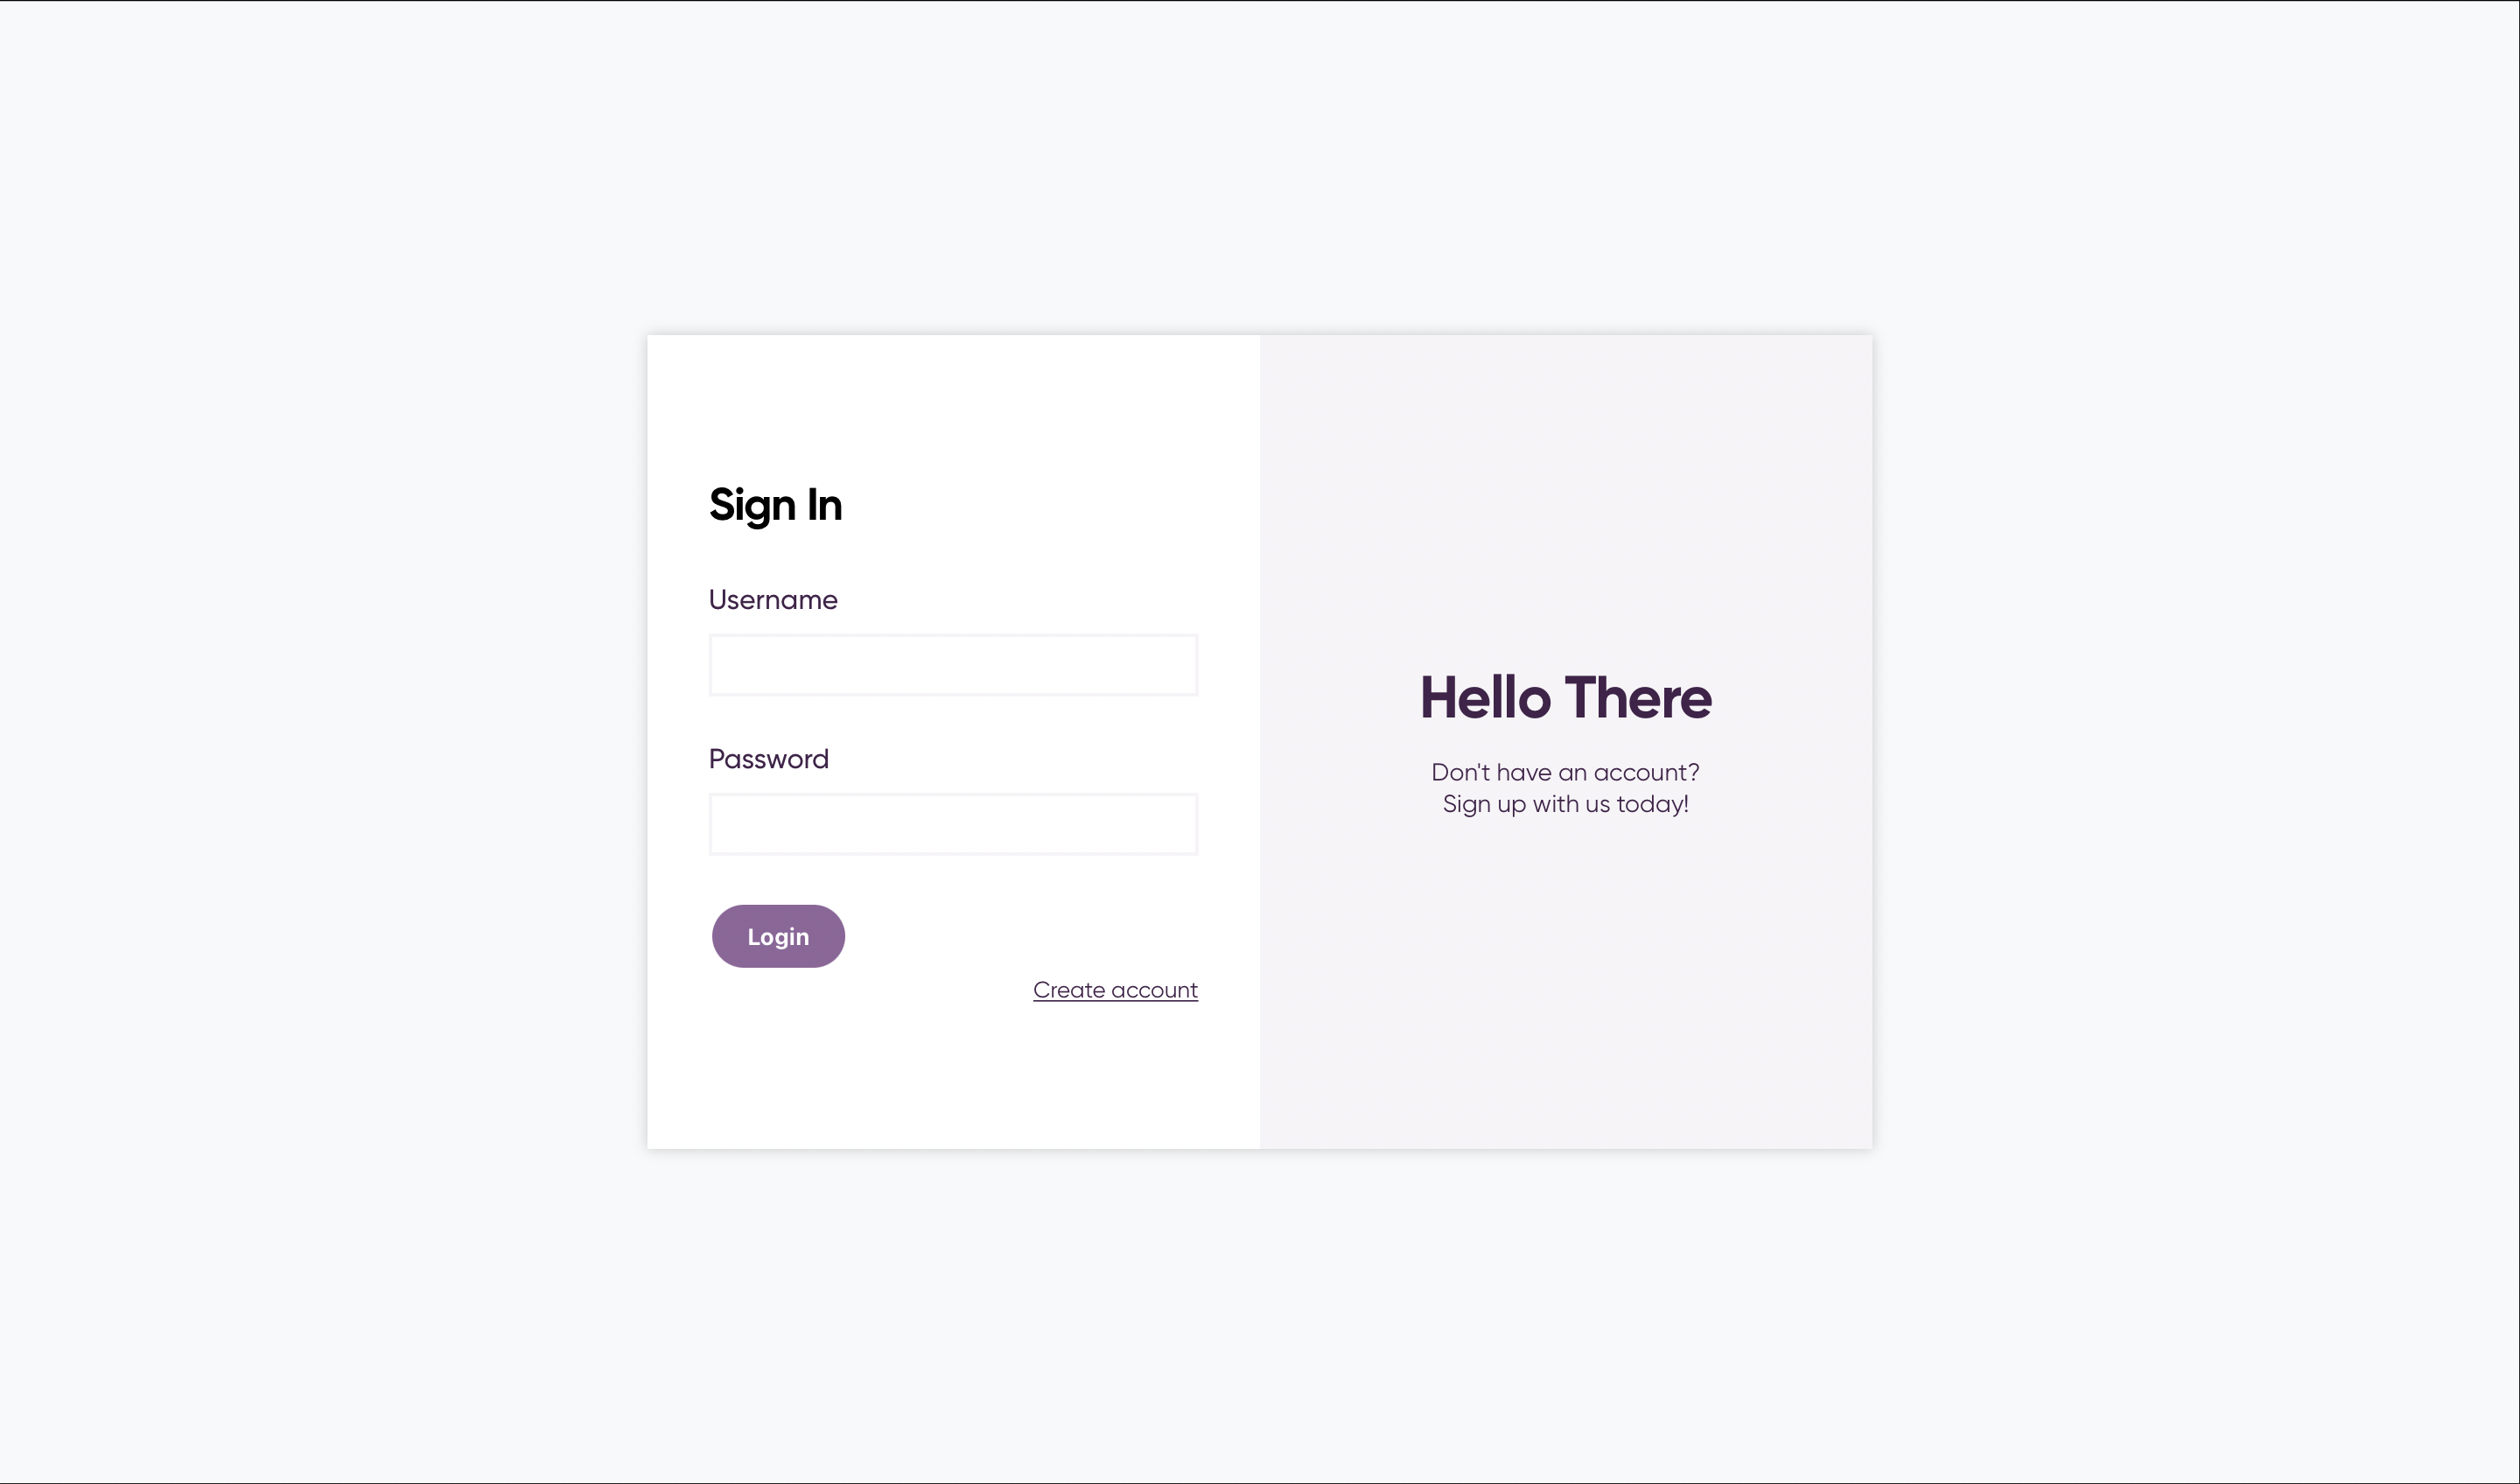 Sign In
Username
Password
Login
Create account
Hello There
Don't have an account?
Sign up with us today!